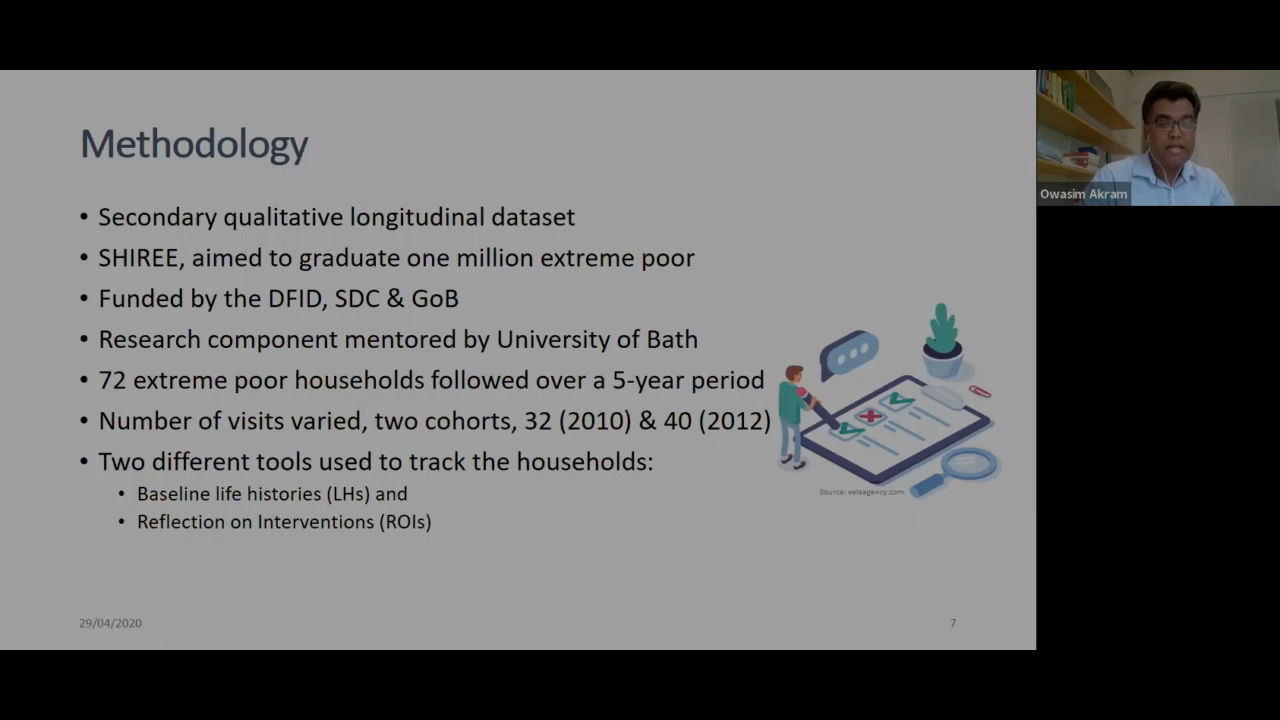 Methodology
• Secondary qualitative longitudinal dataset
• SHIREE, aimed to graduate one million extreme poor
• Funded by the DFID, SDC & GoB
• Research component mentored by University of Bath
• 72 extreme poor households followed over a 5-year period
• Number of visits varied, two cohorts, 32 (2010) & 40 (2012)
• Two different tools used to track the households:
• Baseline life histories (LHs) and
• Reflection on Interventions (ROIs)
Source: velaagency.com
29/04/2020
7
Owasim Akram